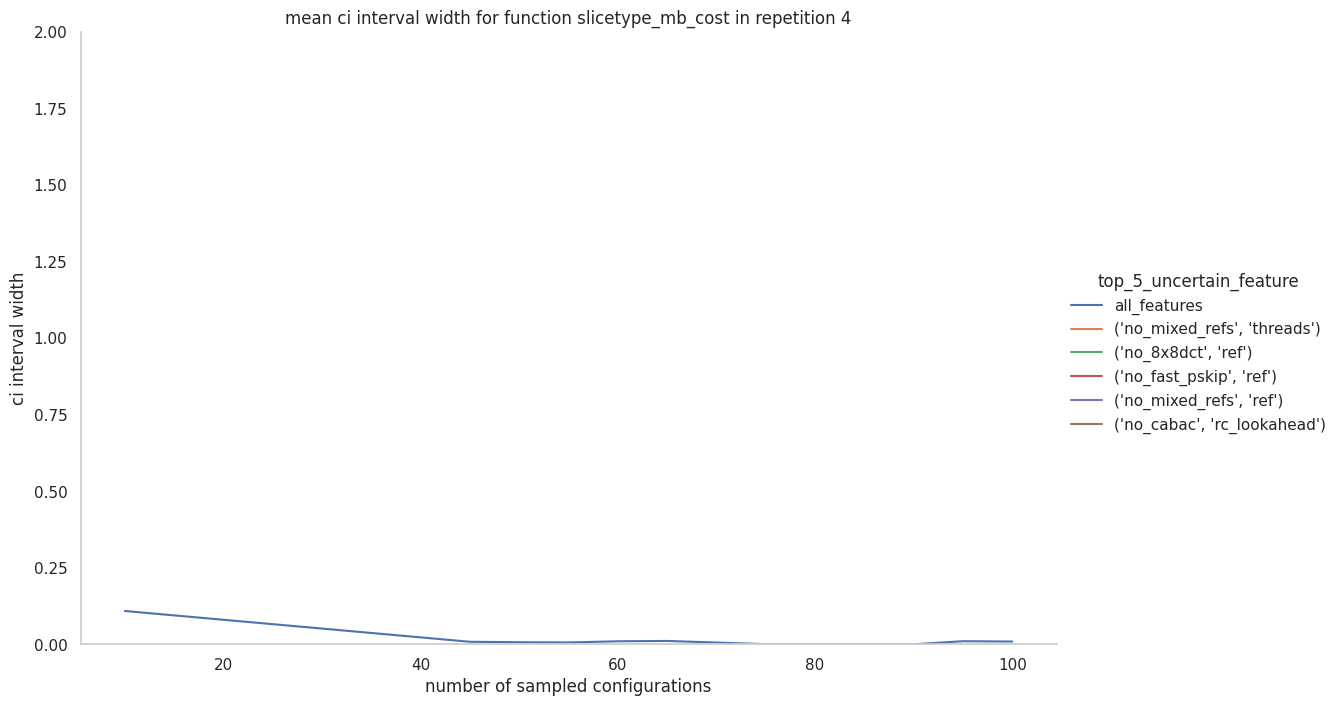 mean ci interval width for function slicetype_mb_cost in repetition 4
2.00
1.75
1.50
1.25
1.00
0.75
0.50
0.25
0.00
ci interval width
20
40
60
80
100
number of sampled configurations
top_5_uncertain_feature
all_features
('no_mixed_refs', 'threads')
('no_8x8dct', 'ref')
('no_fast_pskip', 'ref')
('no_mixed_refs', 'ref')
('no_cabac', 'rc_lookahead')